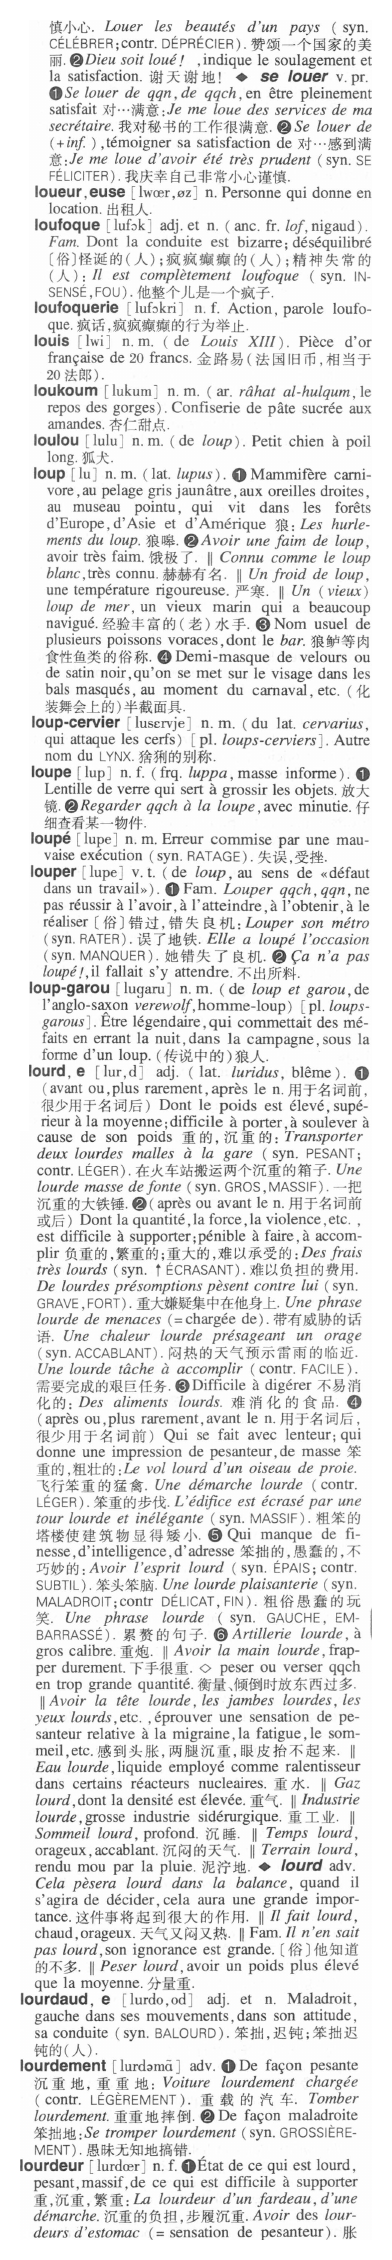 慎小心. Louer les beautés d'un pays ( syn.
CÉLÉBRER; contr. DÉPRÉCIER). 赞颂一个国家的美
丽. ❷ Dieu soit loué! , indique le soulagement et
la satisfaction. 谢天谢地! ◆ se louer v. pr.
❶ Se louer de qqn, de qqch, en être pleinement
satisfait 对…满意: Je me loue des services de ma
secrétaire. 我对秘书的工作很满意. ❷ Se louer de
(+inf.), témoigner sa satisfaction de 对…感到满
意: Je me loue d'avoir été très prudent (syn. SE
FÉLICITER). 我庆幸自己非常小心谨慎.
loueur, euse [lwœr, øz] n. Personne qui donne en
location. 出租人.
loufoque [lufɔk] adj. et n. (anc. fr. lof, nigaud).
Fam. Dont la conduite est bizarre; déséquilibré
[俗]怪诞的(人);疯疯癫癫的(人);精神失常的
(人): Il est complètement loufoque ( syn. IN-
SENSÉ, FOU). 他整个儿是一个疯子.
loufoquerie [lufɔkri] n. f. Action, parole loufo-
que. 疯话,疯疯癫癫的行为举止.
louis [lwi] n. m. ( de Louis XIII). Pièce d'or
française de 20 francs. 金路易(法国旧币,相当于
20 法郎).
loukoum [lukum] n. m. ( ar. râhat al-hulqum, le
repos des gorges). Confiserie de pâte sucrée aux
amandes. 杏仁甜点.
loulou [lulu] n. m. (de loup). Petit chien à poil
long. 狐犬.
loup [lu] n. m. (lat. lupus). ❶ Mammifère carni-
vore, au pelage gris jaunâtre, aux oreilles droites,
au museau pointu, qui vit dans les forêts
d'Europe, d'Asie et d'Amérique 狼: Les hurle-
ments du loup. 狼嗥. ❷ Avoir une faim de loup,
avoir très faim. 饿极了. ‖ Connu comme le loup
blanc, très connu. 赫赫有名. ‖ Un froid de loup,
une température rigoureuse. 严寒. ‖ Un (vieux)
loup de mer, un vieux marin qui a beaucoup
navigué. 经验丰富的(老)水手. ❸ Nom usuel de
plusieurs poissons voraces, dont le bar. 狼鲈等肉
食性鱼类的俗称. ❹ Demi-masque de velours ou
de satin noir, qu'on se met sur le visage dans les
bals masqués, au moment du carnaval, etc. (化
装舞会上的)半截面具.
loup-cervier [lusɛrvje] n. m. (du lat. cervarius,
qui attaque les cerfs) [pl. loups-cerviers]. Autre
nom du LYNX. 猞猁的别称.
loupe [lup] n. f. (frq. luppa, masse informe). ❶
Lentille de verre qui sert à grossir les objets. 放大
镜. ❷ Regarder qqch à la loupe, avec minutie. 仔
细查看某一物件.
loupé [lupe] n. m. Erreur commise par une mau-
vaise exécution (syn. RATAGE). 失误,受挫.
louper [lupe] v. t. (de loup, au sens de «défaut
dans un travail»). ❶ Fam. Louper qqch, qqn, ne
pas réussir à l'avoir, à l'atteindre, à l'obtenir, à le
réaliser [俗]错过,错失良机: Louper son métro
(syn. RATER). 误了地铁. Elle a loupé l'occasion
(syn. MANQUER). 她错失了良机. ❷ Ça n'a pas
loupé!, il fallait s'y attendre. 不出所料.
loup-garou [lugaru] n. m. (de loup et garou, de
l'anglo-saxon verewolf, homme-loup) [pl. loups-
garous]. Être légendaire, qui commettait des mé-
faits en errant la nuit, dans la campagne, sous la
forme d'un loup. (传说中的)狼人.
lourd, e [lur, d] adj. (lat. luridus, blême). ❶
(avant ou, plus rarement, après le n. 用于名词前,
很少用于名词后) Dont le poids est élevé, supé-
rieur à la moyenne; difficile à porter, à soulever à
cause de son poids 重的,沉重的: Transporter
deux lourdes malles à la gare (syn. PESANT;
contr. LÉGER). 在火车站搬运两个沉重的箱子. Une
lourde masse de fonte (syn. GROS, MASSIF). 一把
沉重的大铁锤. ❷ (après ou avant le n. 用于名词前
或后) Dont la quantité, la force, la violence, etc. ,
est difficile à supporter; pénible à faire, à accom-
plir 负重的,繁重的;重大的,难以承受的: Des frais
très lourds (syn. ↑ ÉCRASANT). 难以负担的费用.
De lourdes présomptions pèsent contre lui (syn.
GRAVE, FORT). 重大嫌疑集中在他身上. Une phrase
lourde de menaces (=chargée de). 带有威胁的话
语. Une chaleur lourde présageant un orage
(syn. ACCABLANT). 闷热的天气预示雷雨的临近.
Une lourde tâche à accomplir (contr. FACILE).
需要完成的艰巨任务. ❸ Difficile à digérer 不易消
化的: Des aliments lourds. 难消化的食品. ❹
(après ou, plus rarement, avant le n. 用于名词后,
很少用于名词前) Qui se fait avec lenteur; qui
donne une impression de pesanteur, de masse 笨
重的,粗壮的: Le vol lourd d'un oiseau de proie.
飞行笨重的猛禽. Une démarche lourde (contr.
LÉGER). 笨重的步伐. L'édifice est écrasé par une
tour lourde et inélégante (syn. MASSIF). 粗笨的
塔楼使建筑物显得矮小. ❺ Qui manque de fi-
nesse, d'intelligence, d'adresse 笨拙的,愚蠢的,不
巧妙的: Avoir l'esprit lourd (syn. ÉPAIS; contr.
SUBTIL). 笨头笨脑. Une lourde plaisanterie (syn.
MALADROIT; contr DÉLICAT, FIN). 粗俗愚蠢的玩
笑. Une phrase lourde ( syn. GAUCHE, EM-
BARRASSÉ). 累赘的句子. ❻ Artillerie lourde, à
gros calibre. 重炮. ‖ Avoir la main lourde, frap-
per durement. 下手很重. ◇ peser ou verser qqch
en trop grande quantité. 衡量、倾倒时放东西过多.
‖ Avoir la tête lourde, les jambes lourdes, les
yeux lourds, etc. , éprouver une sensation de pe-
santeur relative à la migraine, la fatigue, le som-
meil, etc. 感到头胀,两腿沉重,眼皮抬不起来. ‖
Eau lourde, liquide employé comme ralentisseur
dans certains réacteurs nucleaires. 重水. ‖ Gaz
lourd, dont la densité est élevée. 重气. ‖ Industrie
lourde, grosse industrie sidérurgique. 重工业. ‖
Sommeil lourd, profond. 沉睡. ‖ Temps lourd,
orageux, accablant. 沉闷的天气. ‖ Terrain lourd,
rendu mou par la pluie. 泥泞地. ◆ lourd adv.
Cela pèsera lourd dans la balance, quand il
s'agira de décider, cela aura une grande impor-
tance. 这件事将起到很大的作用. ‖ Il fait lourd,
chaud, orageux. 天气又闷又热. ‖ Fam. Il n'en sait
pas lourd, son ignorance est grande. [俗]他知道
的不多. ‖ Peser lourd, avoir un poids plus élevé
que la moyenne. 分量重.
lourdaud, e [lurdo, od] adj. et n. Maladroit,
gauche dans ses mouvements, dans son attitude,
sa conduite (syn. BALOURD). 笨拙,迟钝;笨拙迟
钝的(人).
lourdement [lurdəmɑ̃] adv. ❶ De façon pesante
沉重地,重重地: Voiture lourdement chargée
( contr. LÉGÈREMENT). 重载的汽车. Tomber
lourdement. 重重地摔倒. ❷ De façon maladroite
笨拙地: Se tromper lourdement (syn. GROSSIÈRE-
MENT). 愚昧无知地搞错.
lourdeur [lurdœr] n. f. ❶ État de ce qui est lourd,
pesant, massif, de ce qui est difficile à supporter
重,沉重,繁重: La lourdeur d'un fardeau, d'une
démarche. 沉重的负担,步履沉重. Avoir des lour-
deurs d'estomac (= sensation de pesanteur). 胀